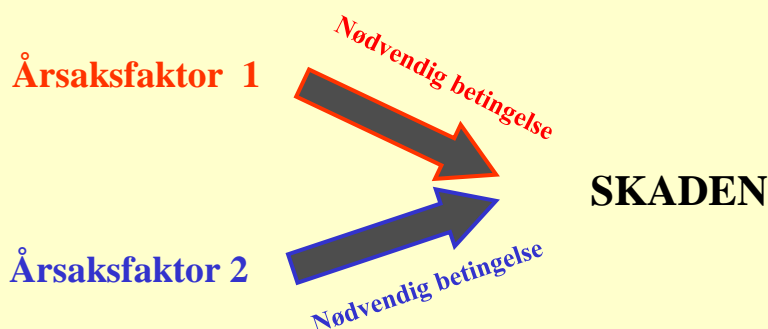 Nødvendig betingelse
Årsaksfaktor 1
SKADEN
Årsaksfaktor 2
Nødvendig betingelse